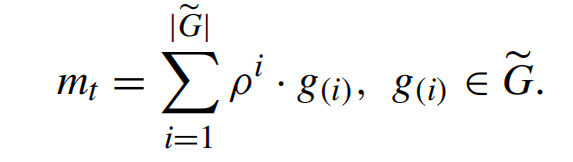 m_t = \sum_{i=1}^{|\widetilde{G}|} \rho^i \cdot g_{(i)}, \ g_{(i)} \in \widetilde{G}.